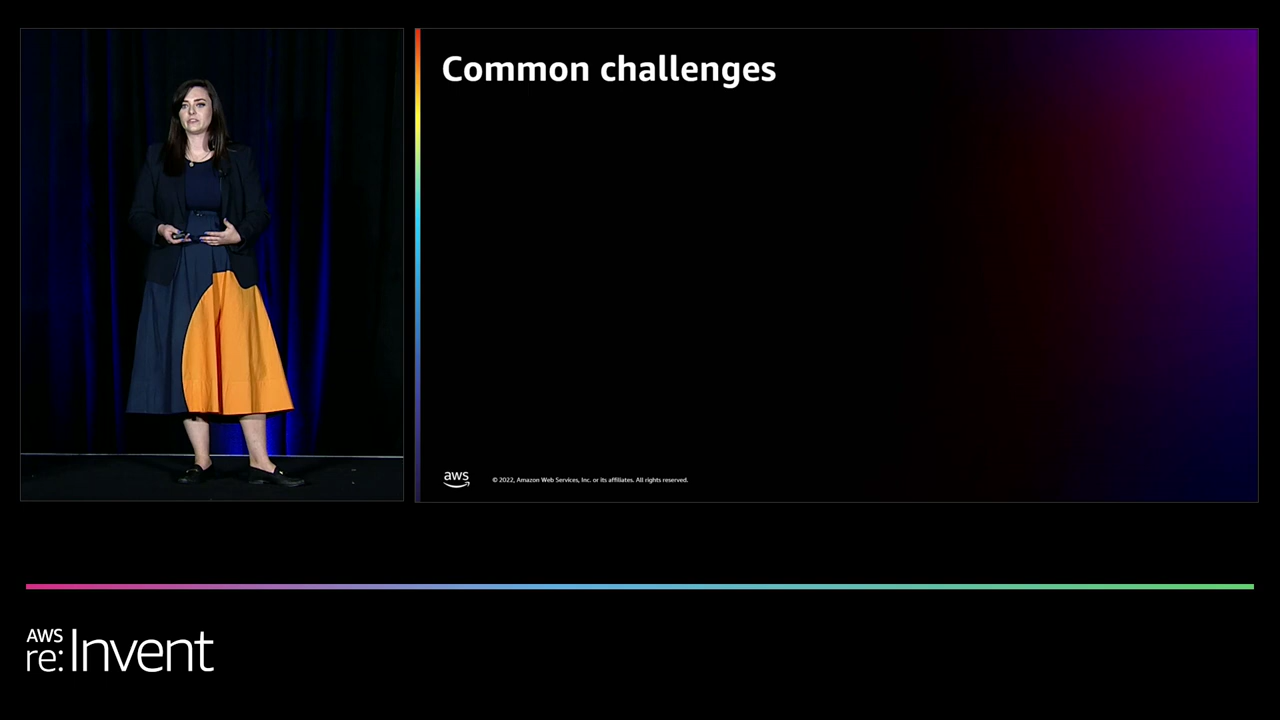 Common challenges
aws
© 2022, Amazon Web Services, Inc. or its affiliates. All rights reserved.
AWS
re:Invent